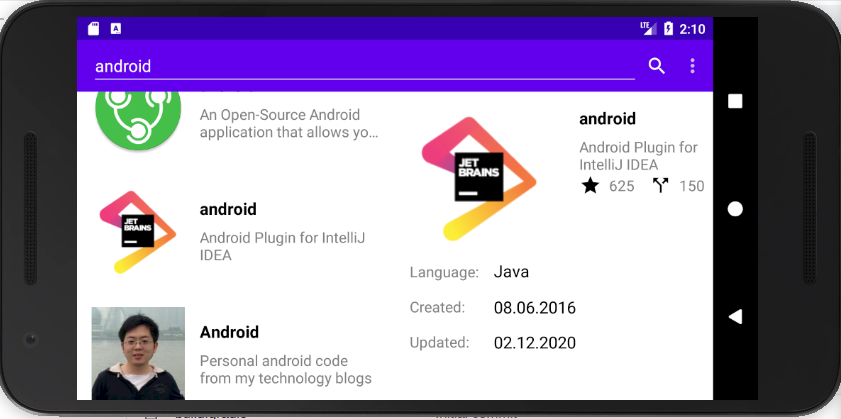 LTE
2:10
A
android
An Open-Source Android
application that allows yo...
JET
BRAINS
android
Android Plugin for IntelliJ
IDEA
Android
Personal android code
from my technology blogs
JET
BRAINS
android
Android Plugin for
IntelliJ IDEA
625 150
Language: Java
Created: 08.06.2016
Updated: 02.12.2020